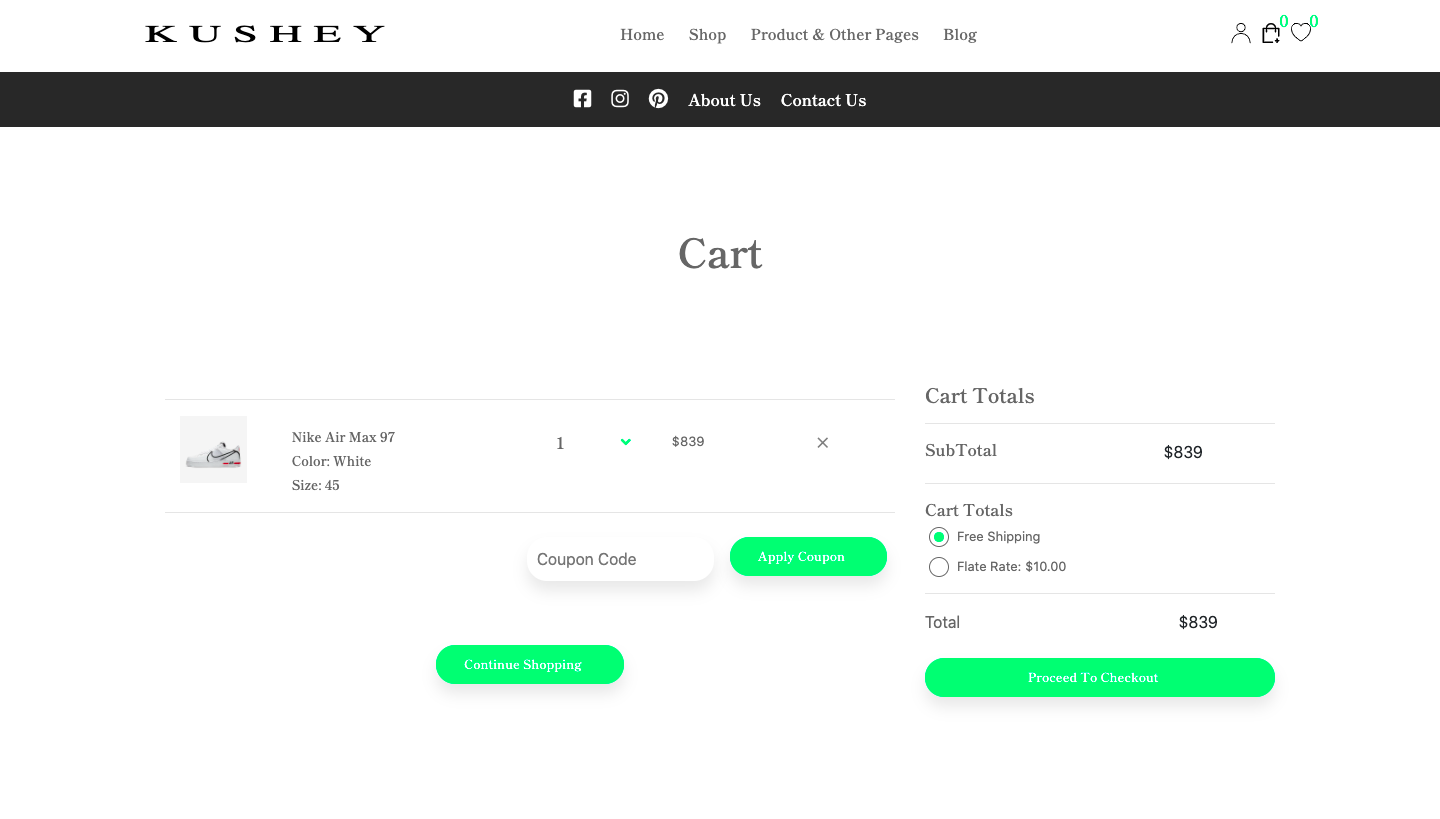 KUSHEY
Home Shop Product & Other Pages Blog
0 0
About Us Contact Us
Cart
Nike Air Max 97
Color: White
Size: 45
1
$839
Coupon Code
Apply Coupon
Continue Shopping
Cart Totals
SubTotal $839
Cart Totals
Free Shipping
Flate Rate: $10.00
Total $839
Proceed To Checkout